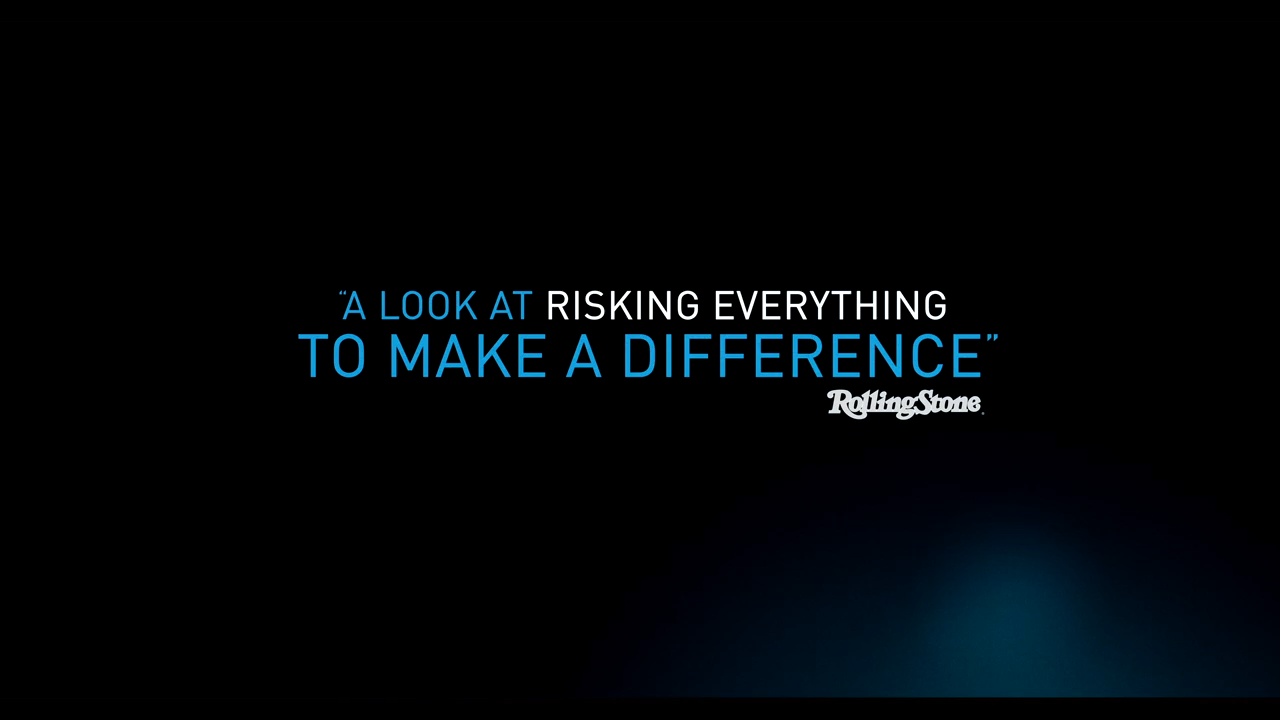 “A LOOK AT RISKING EVERYTHING
TO MAKE A DIFFERENCE”
RollingStone